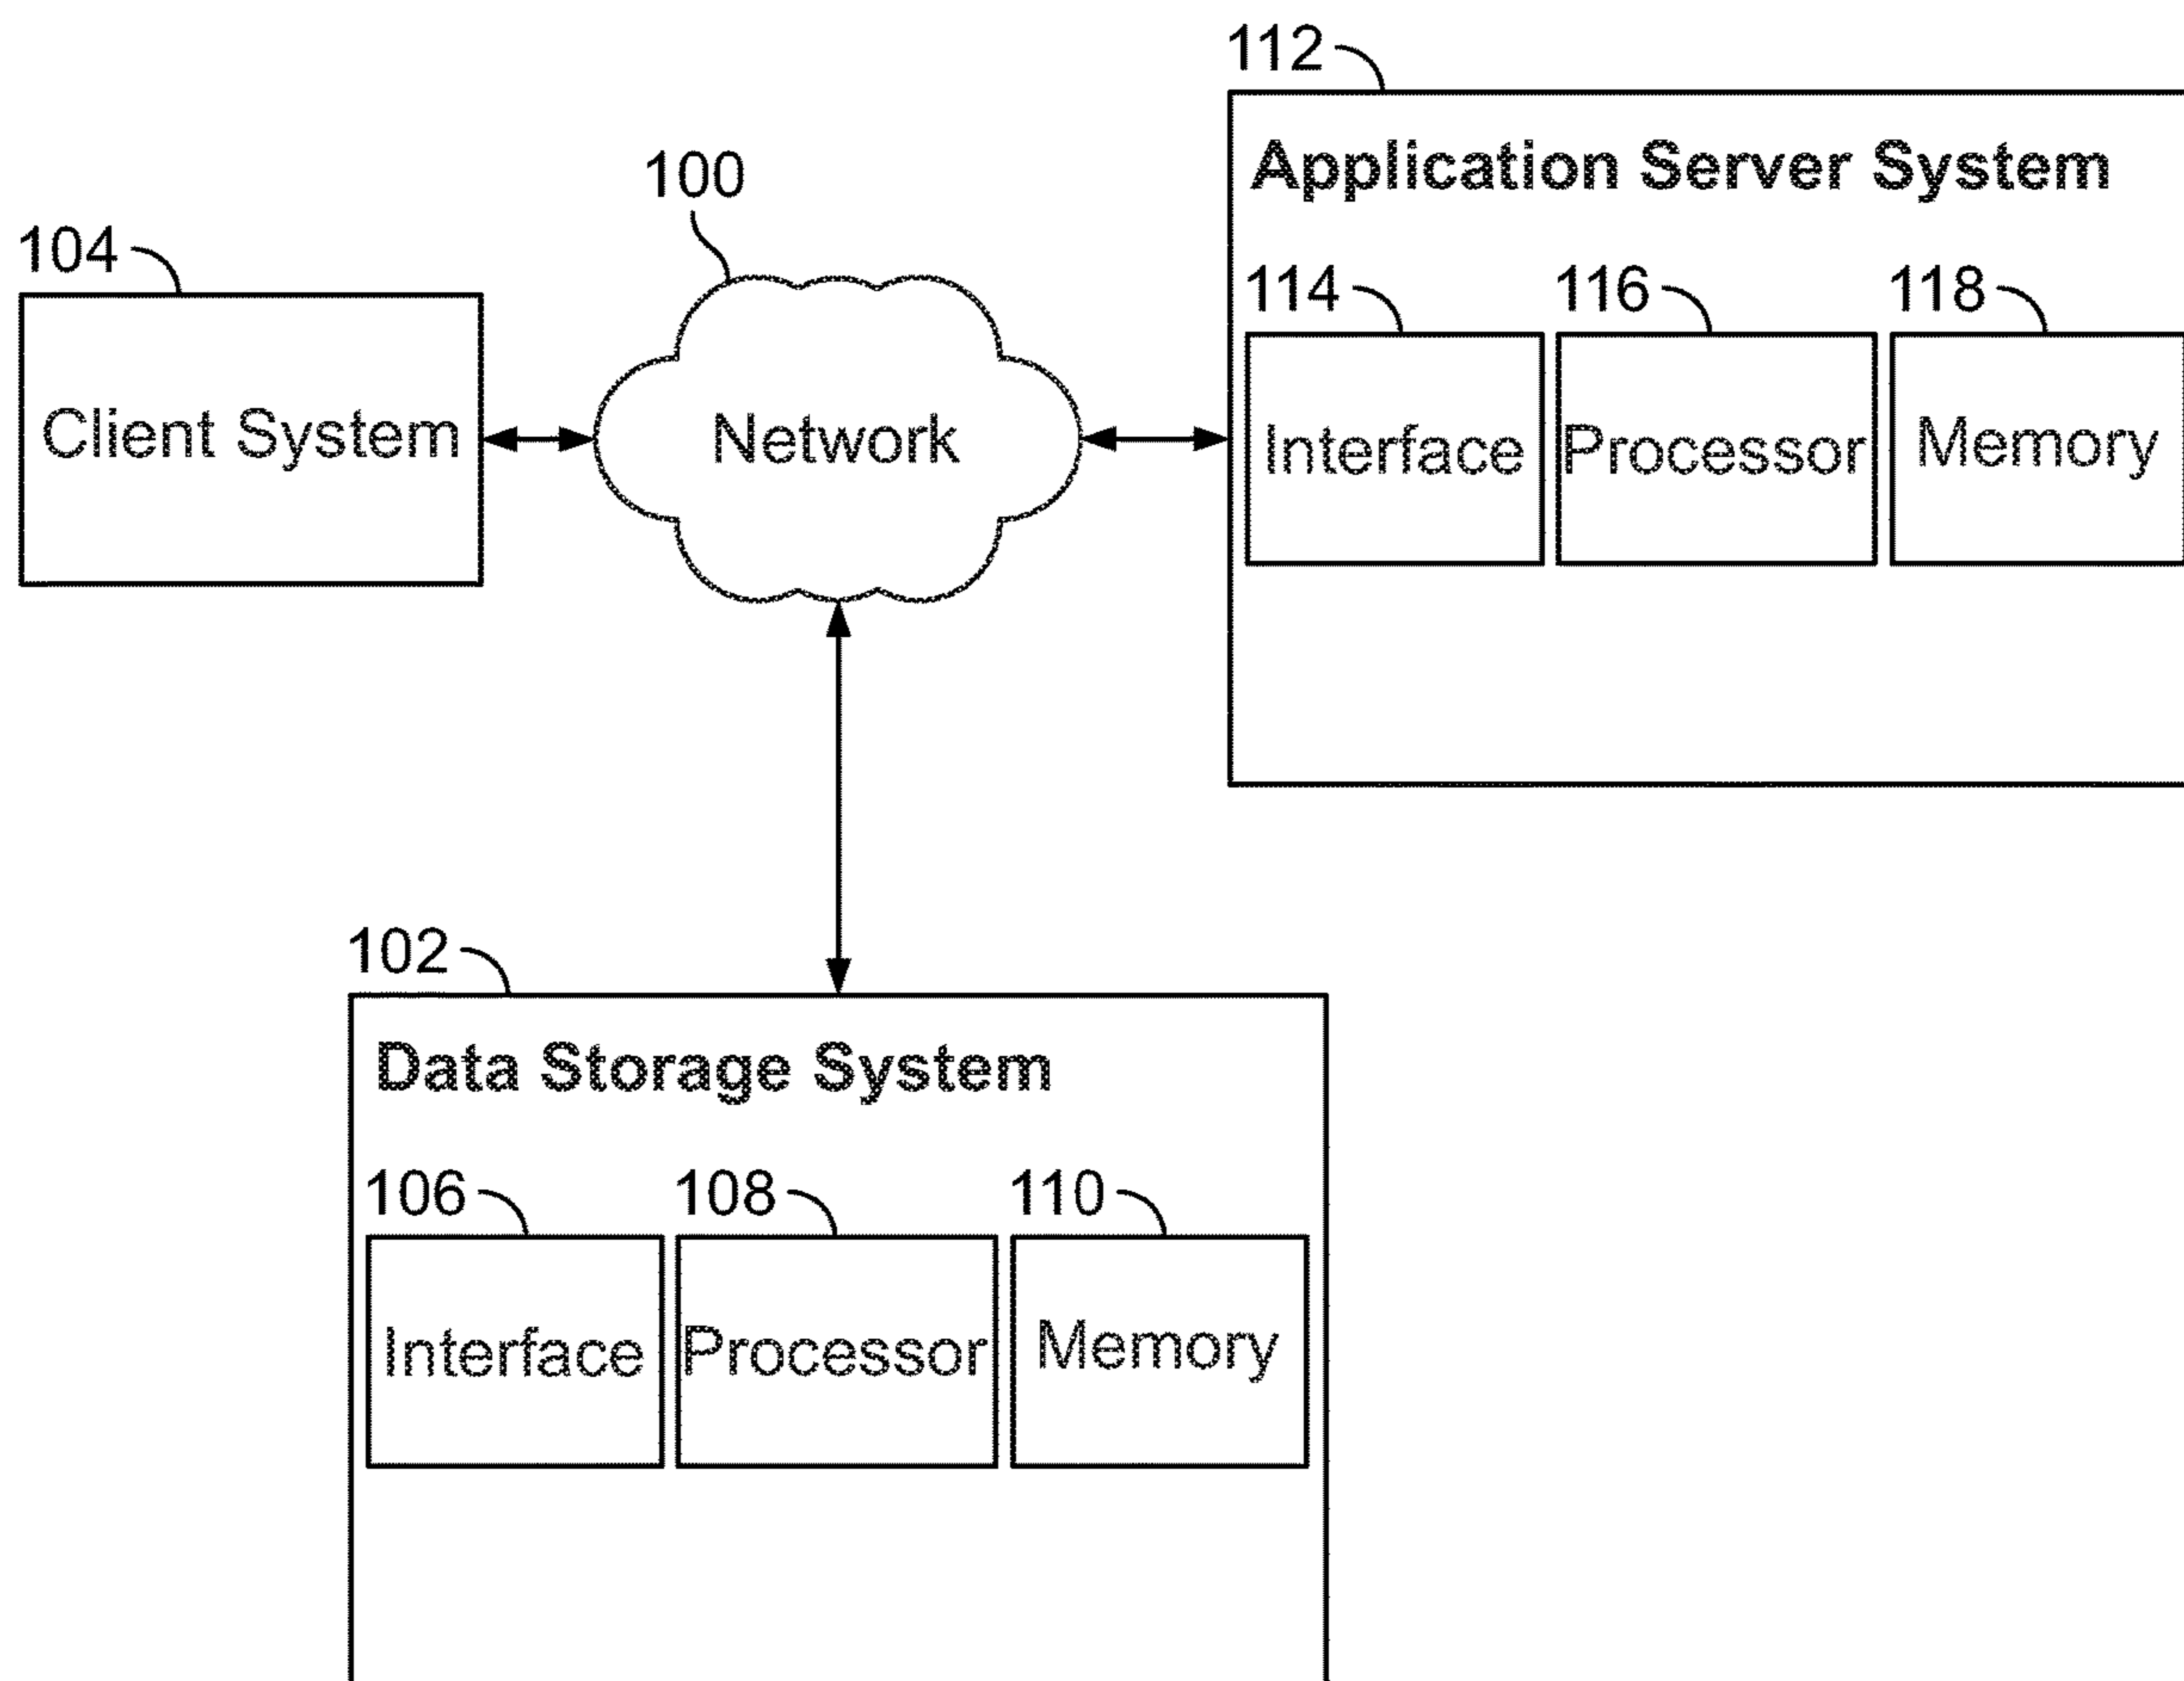 112
Application Server System
100
104
114 116 118
Client System
Network
Interface Processor Memory
102
Data Storage System
106 108 110
Interface Processor Memory